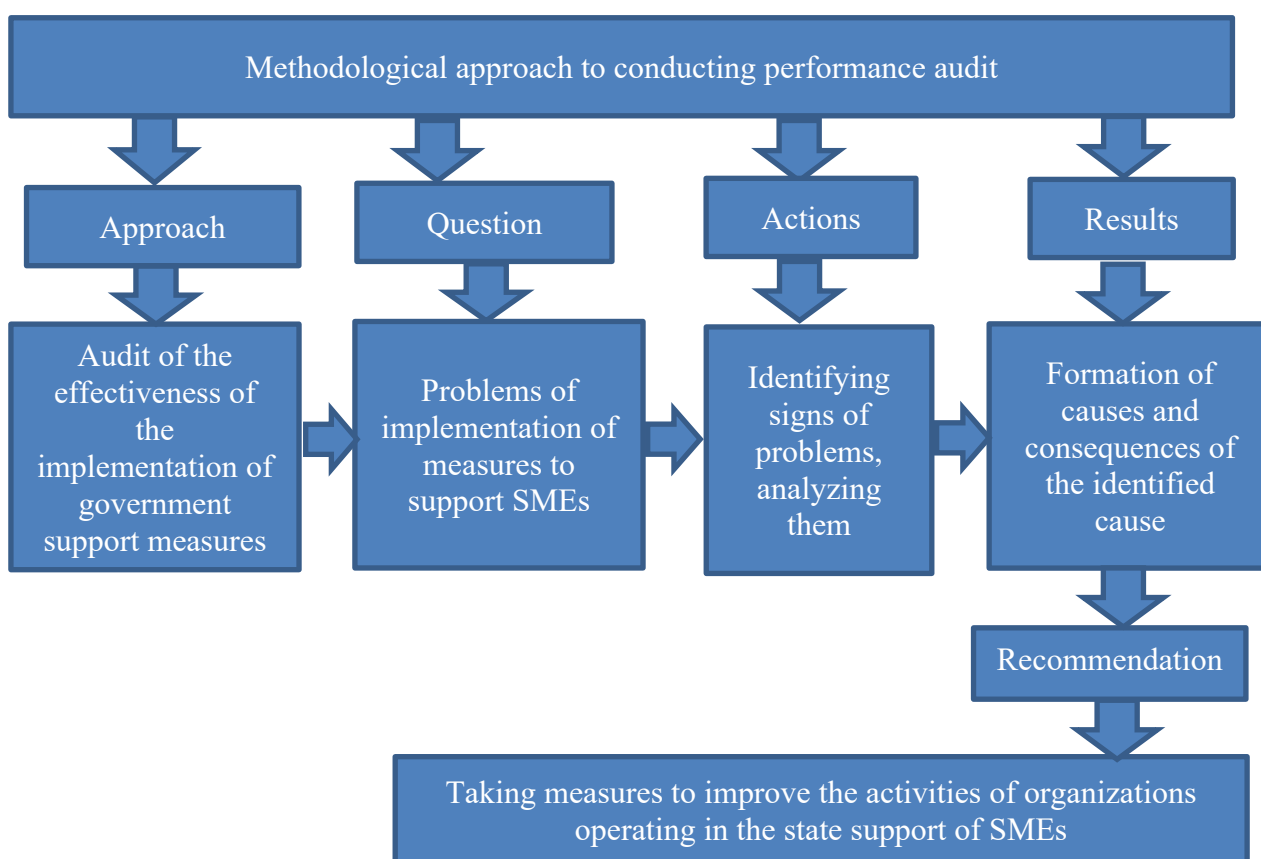 Methodological approach to conducting performance audit
Approach
Question
Actions
Results
Audit of the
effectiveness of
the
implementation of
government
support measures
Problems of
implementation of
measures to
support SMEs
Identifying
signs of
problems,
analyzing
them
Formation of
causes and
consequences of
the identified
cause
Recommendation
Taking measures to improve the activities of organizations
operating in the state support of SMEs